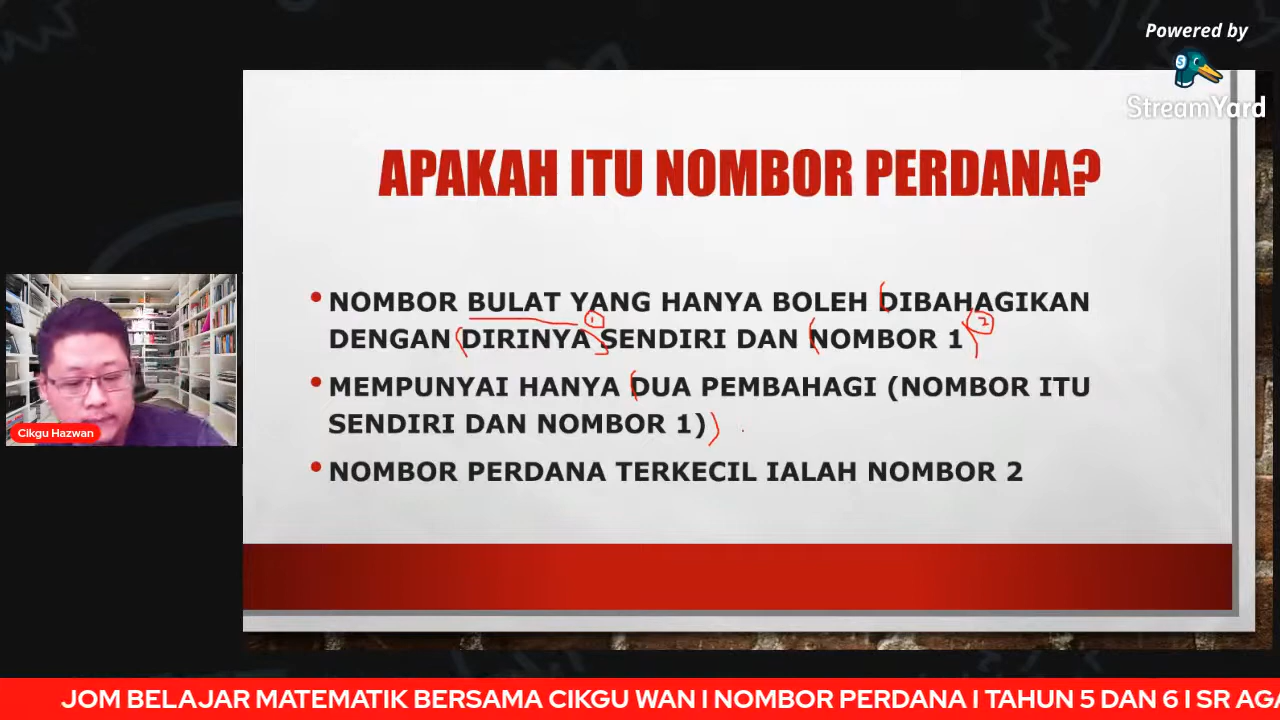 Powered by
StreamYard
APAKAH ITU NOMBOR PERDANA?
• NOMBOR BULAT YANG HANYA BOLEH DIBAHAGIKAN
DENGAN DIRINYA SENDIRI DAN NOMBOR 1
1
2
• MEMPUNYAI HANYA DUA PEMBAHAGI (NOMBOR ITU
SENDIRI DAN NOMBOR 1)
• NOMBOR PERDANA TERKECIL IALAH NOMBOR 2
Cikgu Hazwan
JOM BELAJAR MATEMATIK BERSAMA CIKGU WAN I NOMBOR PERDANA I TAHUN 5 DAN 6 I SR AGA